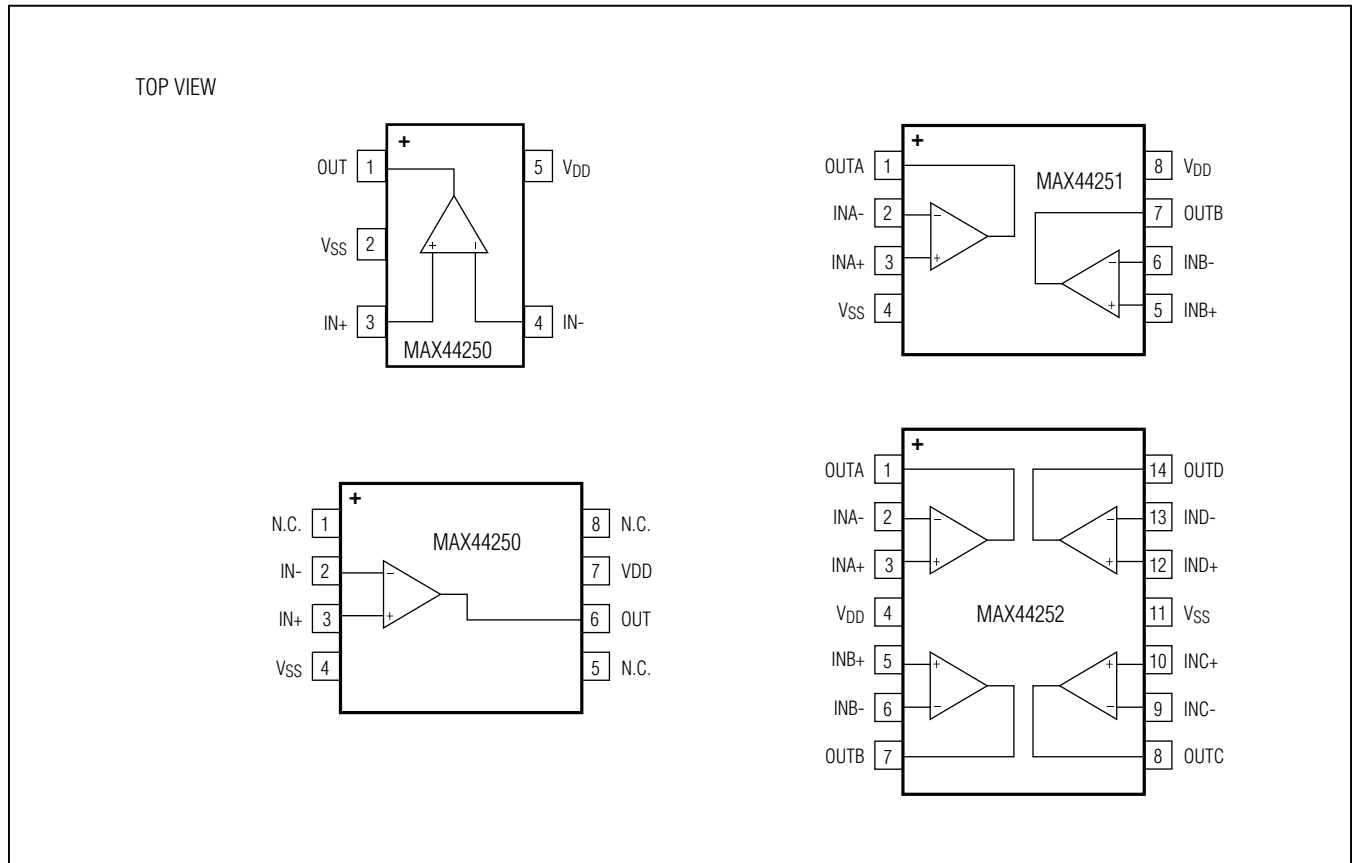 TOP VIEW
+
OUT 1
5 VDD
VSS 2
+ –
IN+ 3
4 IN-
MAX44250
+
OUTA 1
8 VDD
MAX44251
INA- 2 –
7 OUTB
INA+ 3 +
– 6 INB-
VSS 4
+ 5 INB+
+
N.C. 1
8 N.C.
MAX44250
IN- 2 –
7 VDD
IN+ 3 +
6 OUT
VSS 4
5 N.C.
+
OUTA 1
14 OUTD
INA- 2 –
– 13 IND-
INA+ 3 +
+ 12 IND+
VDD 4
MAX44252
11 VSS
INB+ 5 +
+ 10 INC+
INB- 6 –
– 9 INC-
OUTB 7
8 OUTC